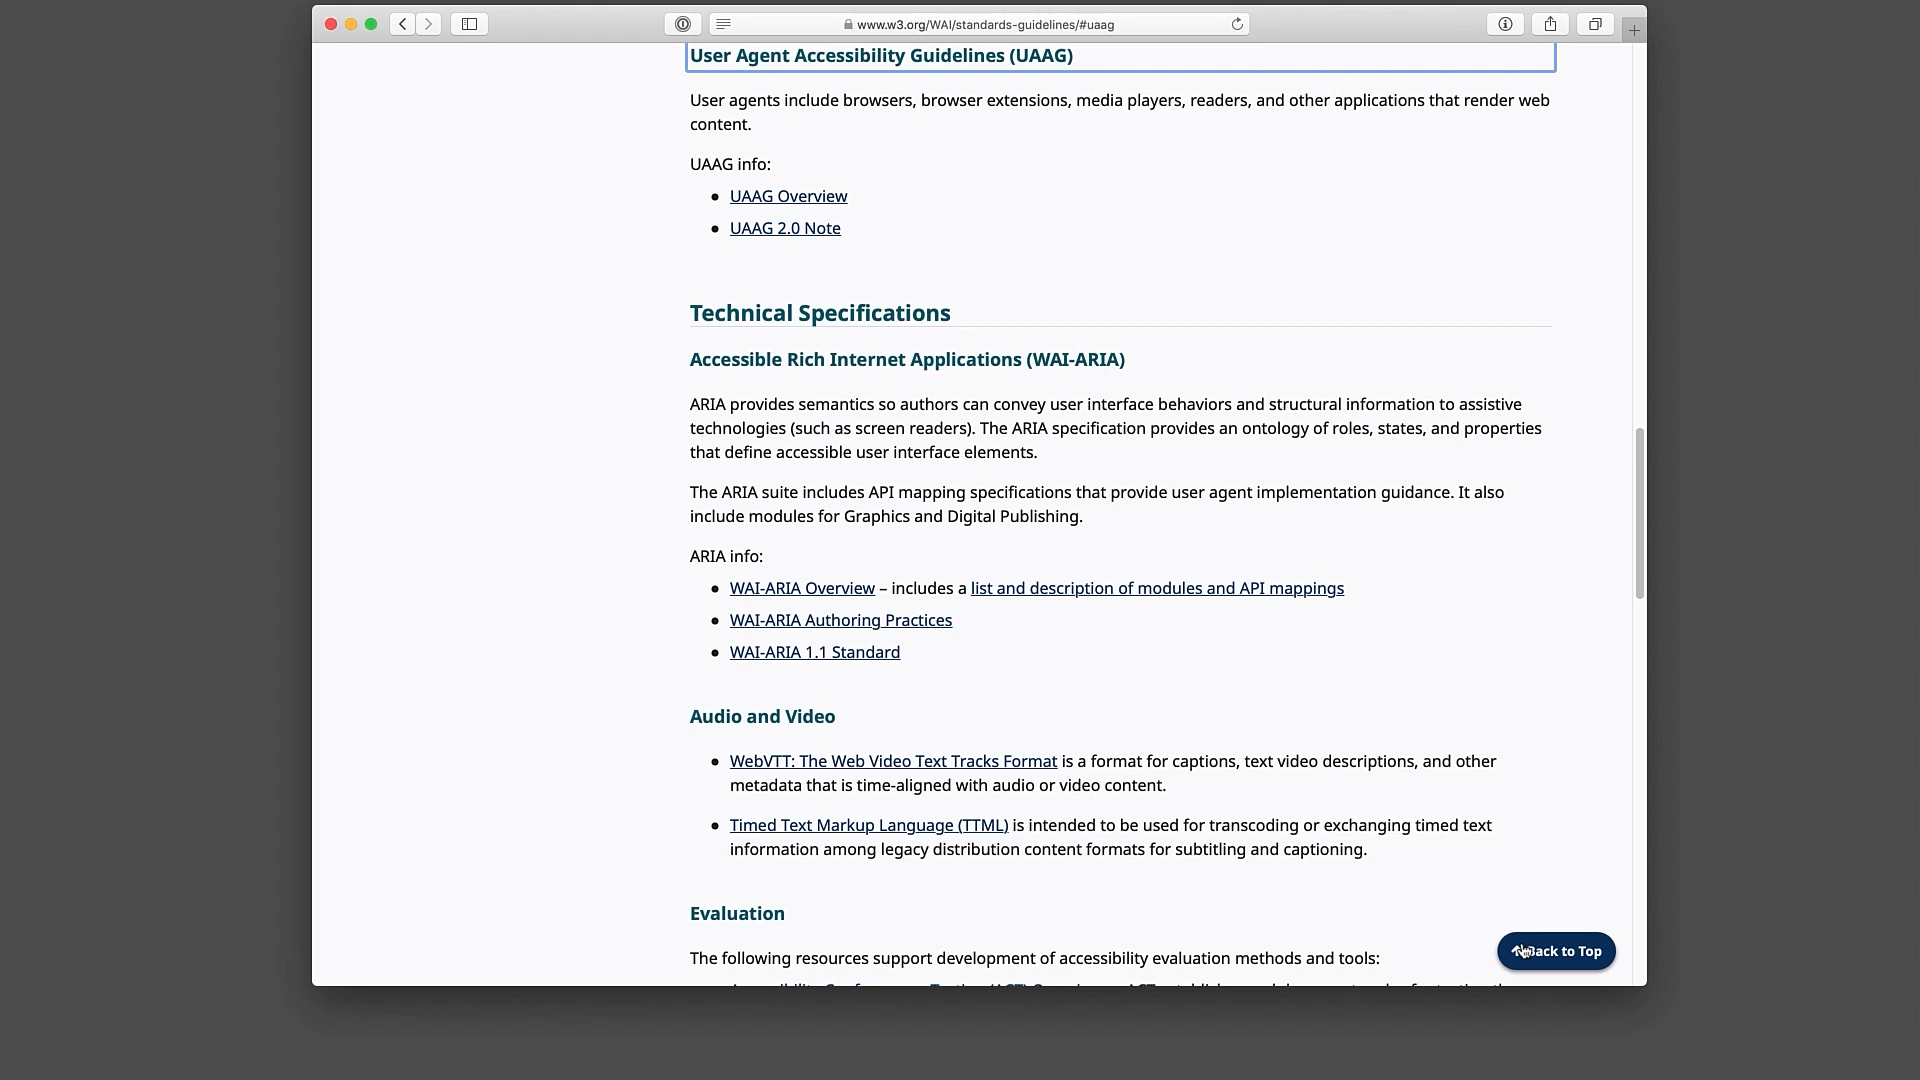 www.w3.org/WAI/standards-guidelines/#uaag
User Agent Accessibility Guidelines (UAAG)
User agents include browsers, browser extensions, media players, readers, and other applications that render web
content.
UAAG info:
UAAG Overview
UAAG 2.0 Note
Technical Specifications
Accessible Rich Internet Applications (WAI-ARIA)
ARIA provides semantics so authors can convey user interface behaviors and structural information to assistive
technologies (such as screen readers). The ARIA specification provides an ontology of roles, states, and properties
that define accessible user interface elements.
The ARIA suite includes API mapping specifications that provide user agent implementation guidance. It also
include modules for Graphics and Digital Publishing.
ARIA info:
WAI-ARIA Overview – includes a list and description of modules and API mappings
WAI-ARIA Authoring Practices
WAI-ARIA 1.1 Standard
Audio and Video
WebVTT: The Web Video Text Tracks Format is a format for captions, text video descriptions, and other
metadata that is time-aligned with audio or video content.
Timed Text Markup Language (TTML) is intended to be used for transcoding or exchanging timed text
information among legacy distribution content formats for subtitling and captioning.
Evaluation
The following resources support development of accessibility evaluation methods and tools:
Back to Top